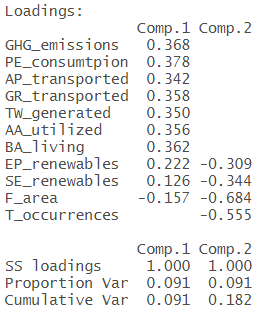 Loadings:
Comp.1 Comp.2
GHG_emissions 0.368
PE_consumtpion 0.378
AP_transported 0.342
GR_transported 0.358
TW_generated 0.350
AA_utilized 0.356
BA_living 0.362
EP_renewables 0.222 -0.309
SE_renewables 0.126 -0.344
F_area -0.157 -0.684
T_occurrences -0.555
Comp.1 Comp.2
SS loadings 1.000 1.000
Proportion Var 0.091 0.091
Cumulative Var 0.091 0.182